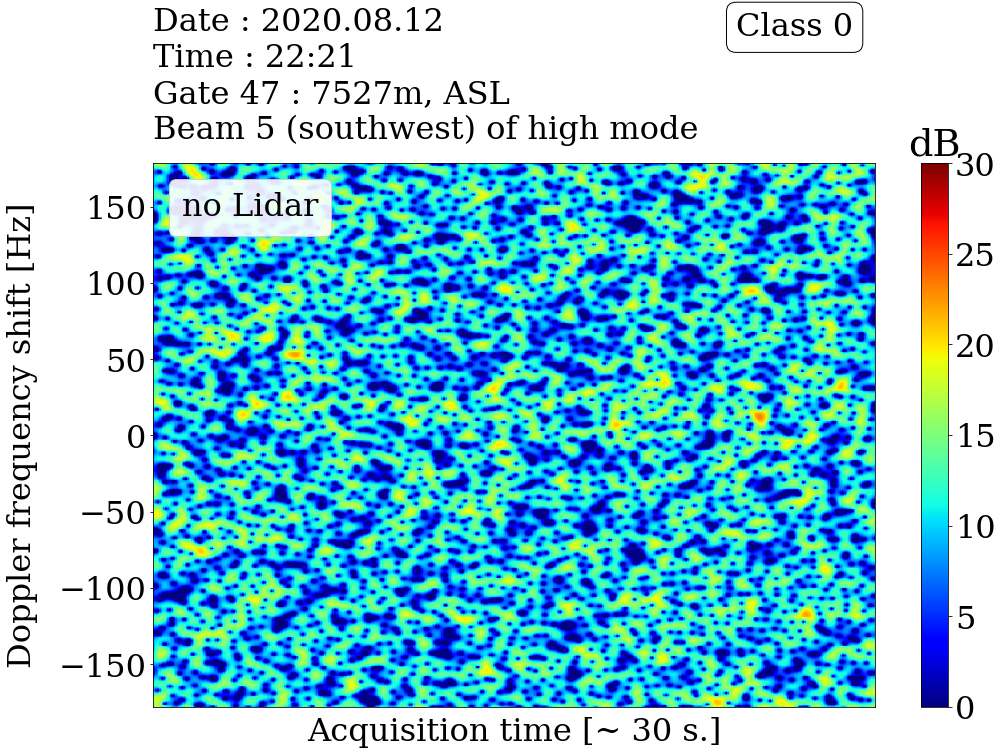 Date : 2020.08.12
Time : 22:21
Gate 47 : 7527m, ASL
Beam 5 (southwest) of high mode
Class 0
no Lidar
dB
30
25
20
15
10
5
0
Doppler frequency shift [Hz]
150
100
50
0
−50
−100
−150
Acquisition time [~ 30 s.]